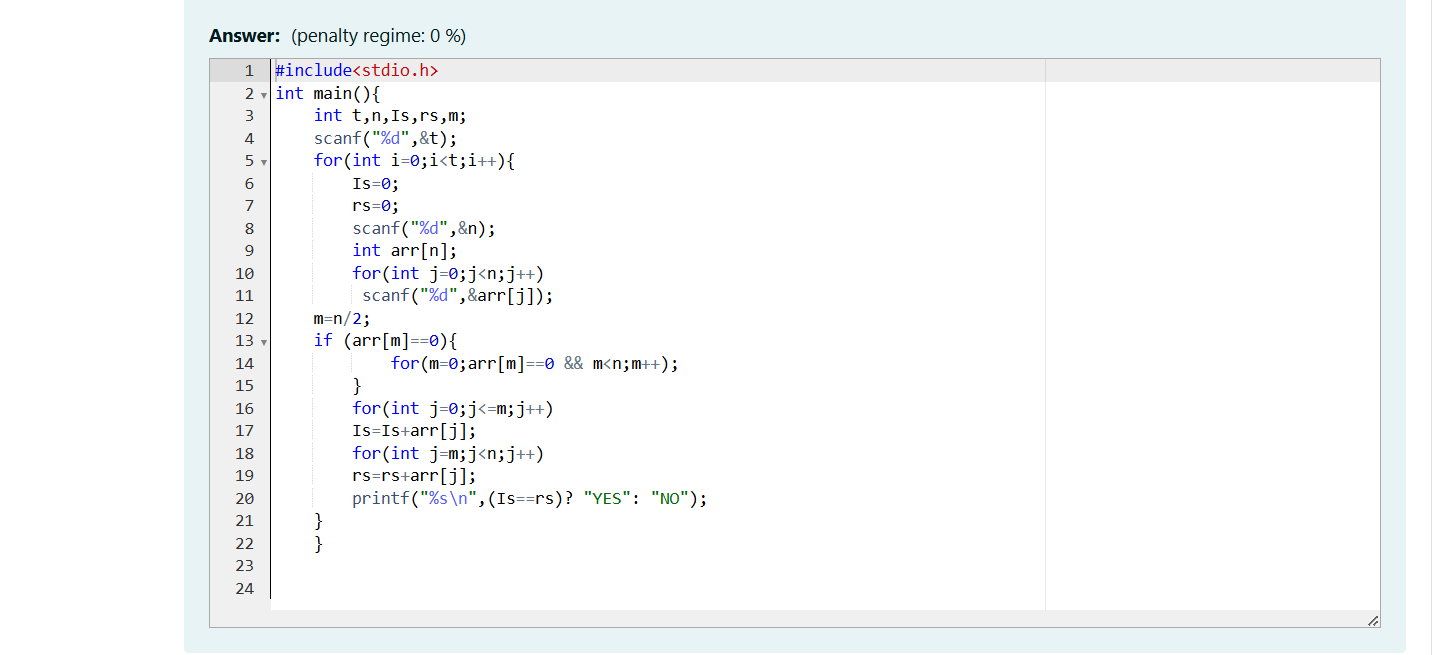 Answer: (penalty regime: 0 %)
1 #include<stdio.h>
2 int main(){
3     int t,n,Is,rs,m;
4     scanf("%d",&t);
5     for(int i=0;i<t;i++){
6         Is=0;
7         rs=0;
8         scanf("%d",&n);
9         int arr[n];
10         for(int j=0;j<n;j++)
11          scanf("%d",&arr[j]);
12     m=n/2;
13     if (arr[m]==0){
14             for(m=0;arr[m]==0 && m<n;m++);
15         }
16         for(int j=0;j<=m;j++)
17         Is=Is+arr[j];
18         for(int j=m;j<n;j++)
19         rs=rs+arr[j];
20         printf("%s\n",(Is==rs)? "YES": "NO");
21     }
22     }
23
24